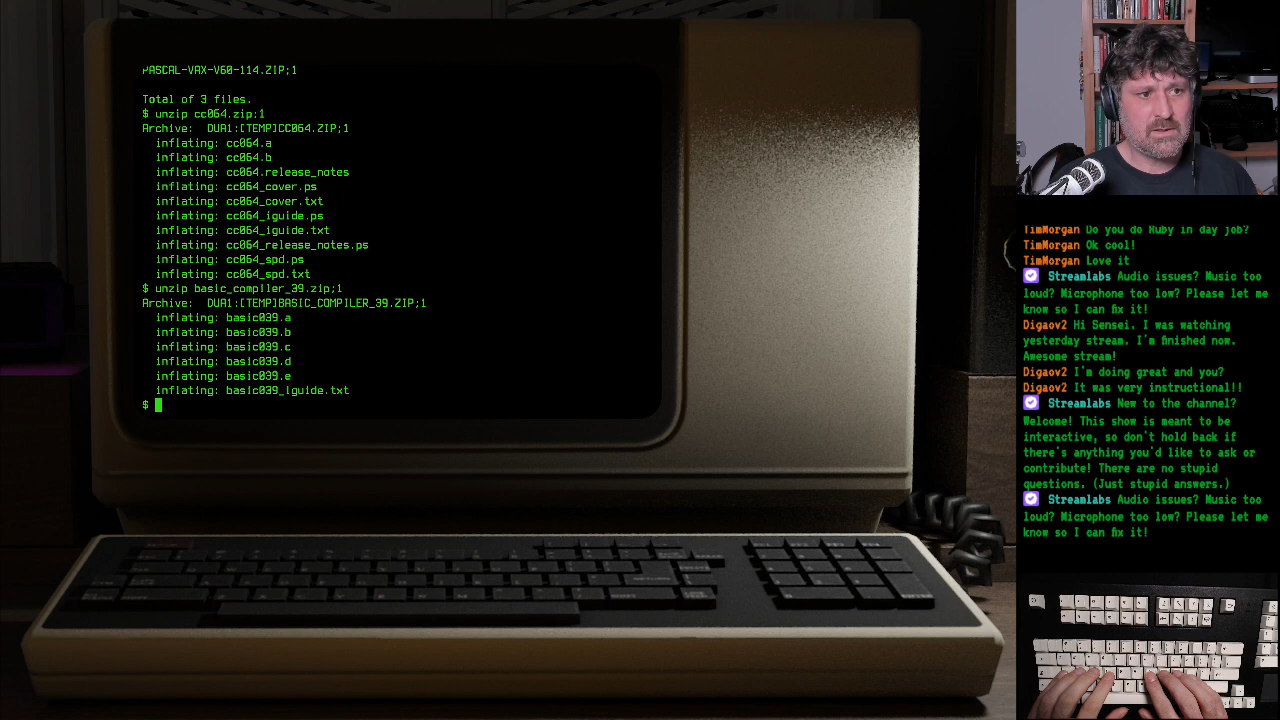 PASCAL-VAX-V60-114.ZIP;1
Total of 3 files.
$ unzip cc064.zip;1
Archive:  DUA1:[TEMP]CC064.ZIP;1
inflating: cc064.a
inflating: cc064.b
inflating: cc064.release_notes
inflating: cc064_cover.ps
inflating: cc064_cover.txt
inflating: cc064_iguide.ps
inflating: cc064_iguide.txt
inflating: cc064_release_notes.ps
inflating: cc064_spd.ps
inflating: cc064_spd.txt
$ unzip basic_compiler_39.zip;1
Archive:  DUA1:[TEMP]BASIC_COMPILER_39.ZIP;1
inflating: basic039.a
inflating: basic039.b
inflating: basic039.c
inflating: basic039.d
inflating: basic039.e
inflating: basic039_iguide.txt
$
TimMorgan Do you do Ruby in day job?
TimMorgan Ok cool!
TimMorgan Love it
Streamlabs Audio issues? Music too
loud? Microphone too low? Please let me
know so I can fix it!
Digaov2 Hi Sensei. I was watching
yesterday stream. I'm finished now.
Awesome stream!
Digaov2 I'm doing great and you?
Digaov2 It was very instructional!!
Streamlabs New to the channel?
Welcome! This show is meant to be
interactive, so don't hold back if
there's anything you'd like to ask or
contribute! There are no stupid
questions. (Just stupid answers.)
Streamlabs Audio issues? Music too
loud? Microphone too low? Please let me
know so I can fix it!